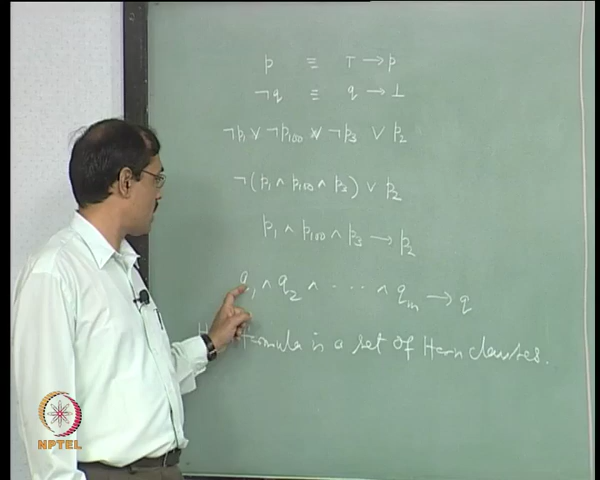 p ≡ ⊤ → p
¬q ≡ q → ⊥
¬p₁ ∨ ¬p₁₀₀ ∨ ¬p₃ ∨ p₂
¬(p₁ ∧ p₁₀₀ ∧ p₃) ∨ p₂
p₁ ∧ p₁₀₀ ∧ p₃ → p₂
q₁ ∧ q₂ ∧ ... ∧ qₘ → q
formula is a set of Horn clauses.
NPTEL